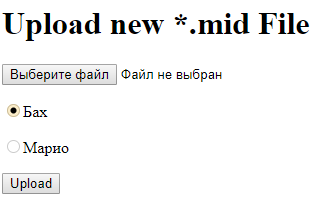 Upload new *.mid File
Выберите файл Файл не выбран
Бах
Марио
Upload